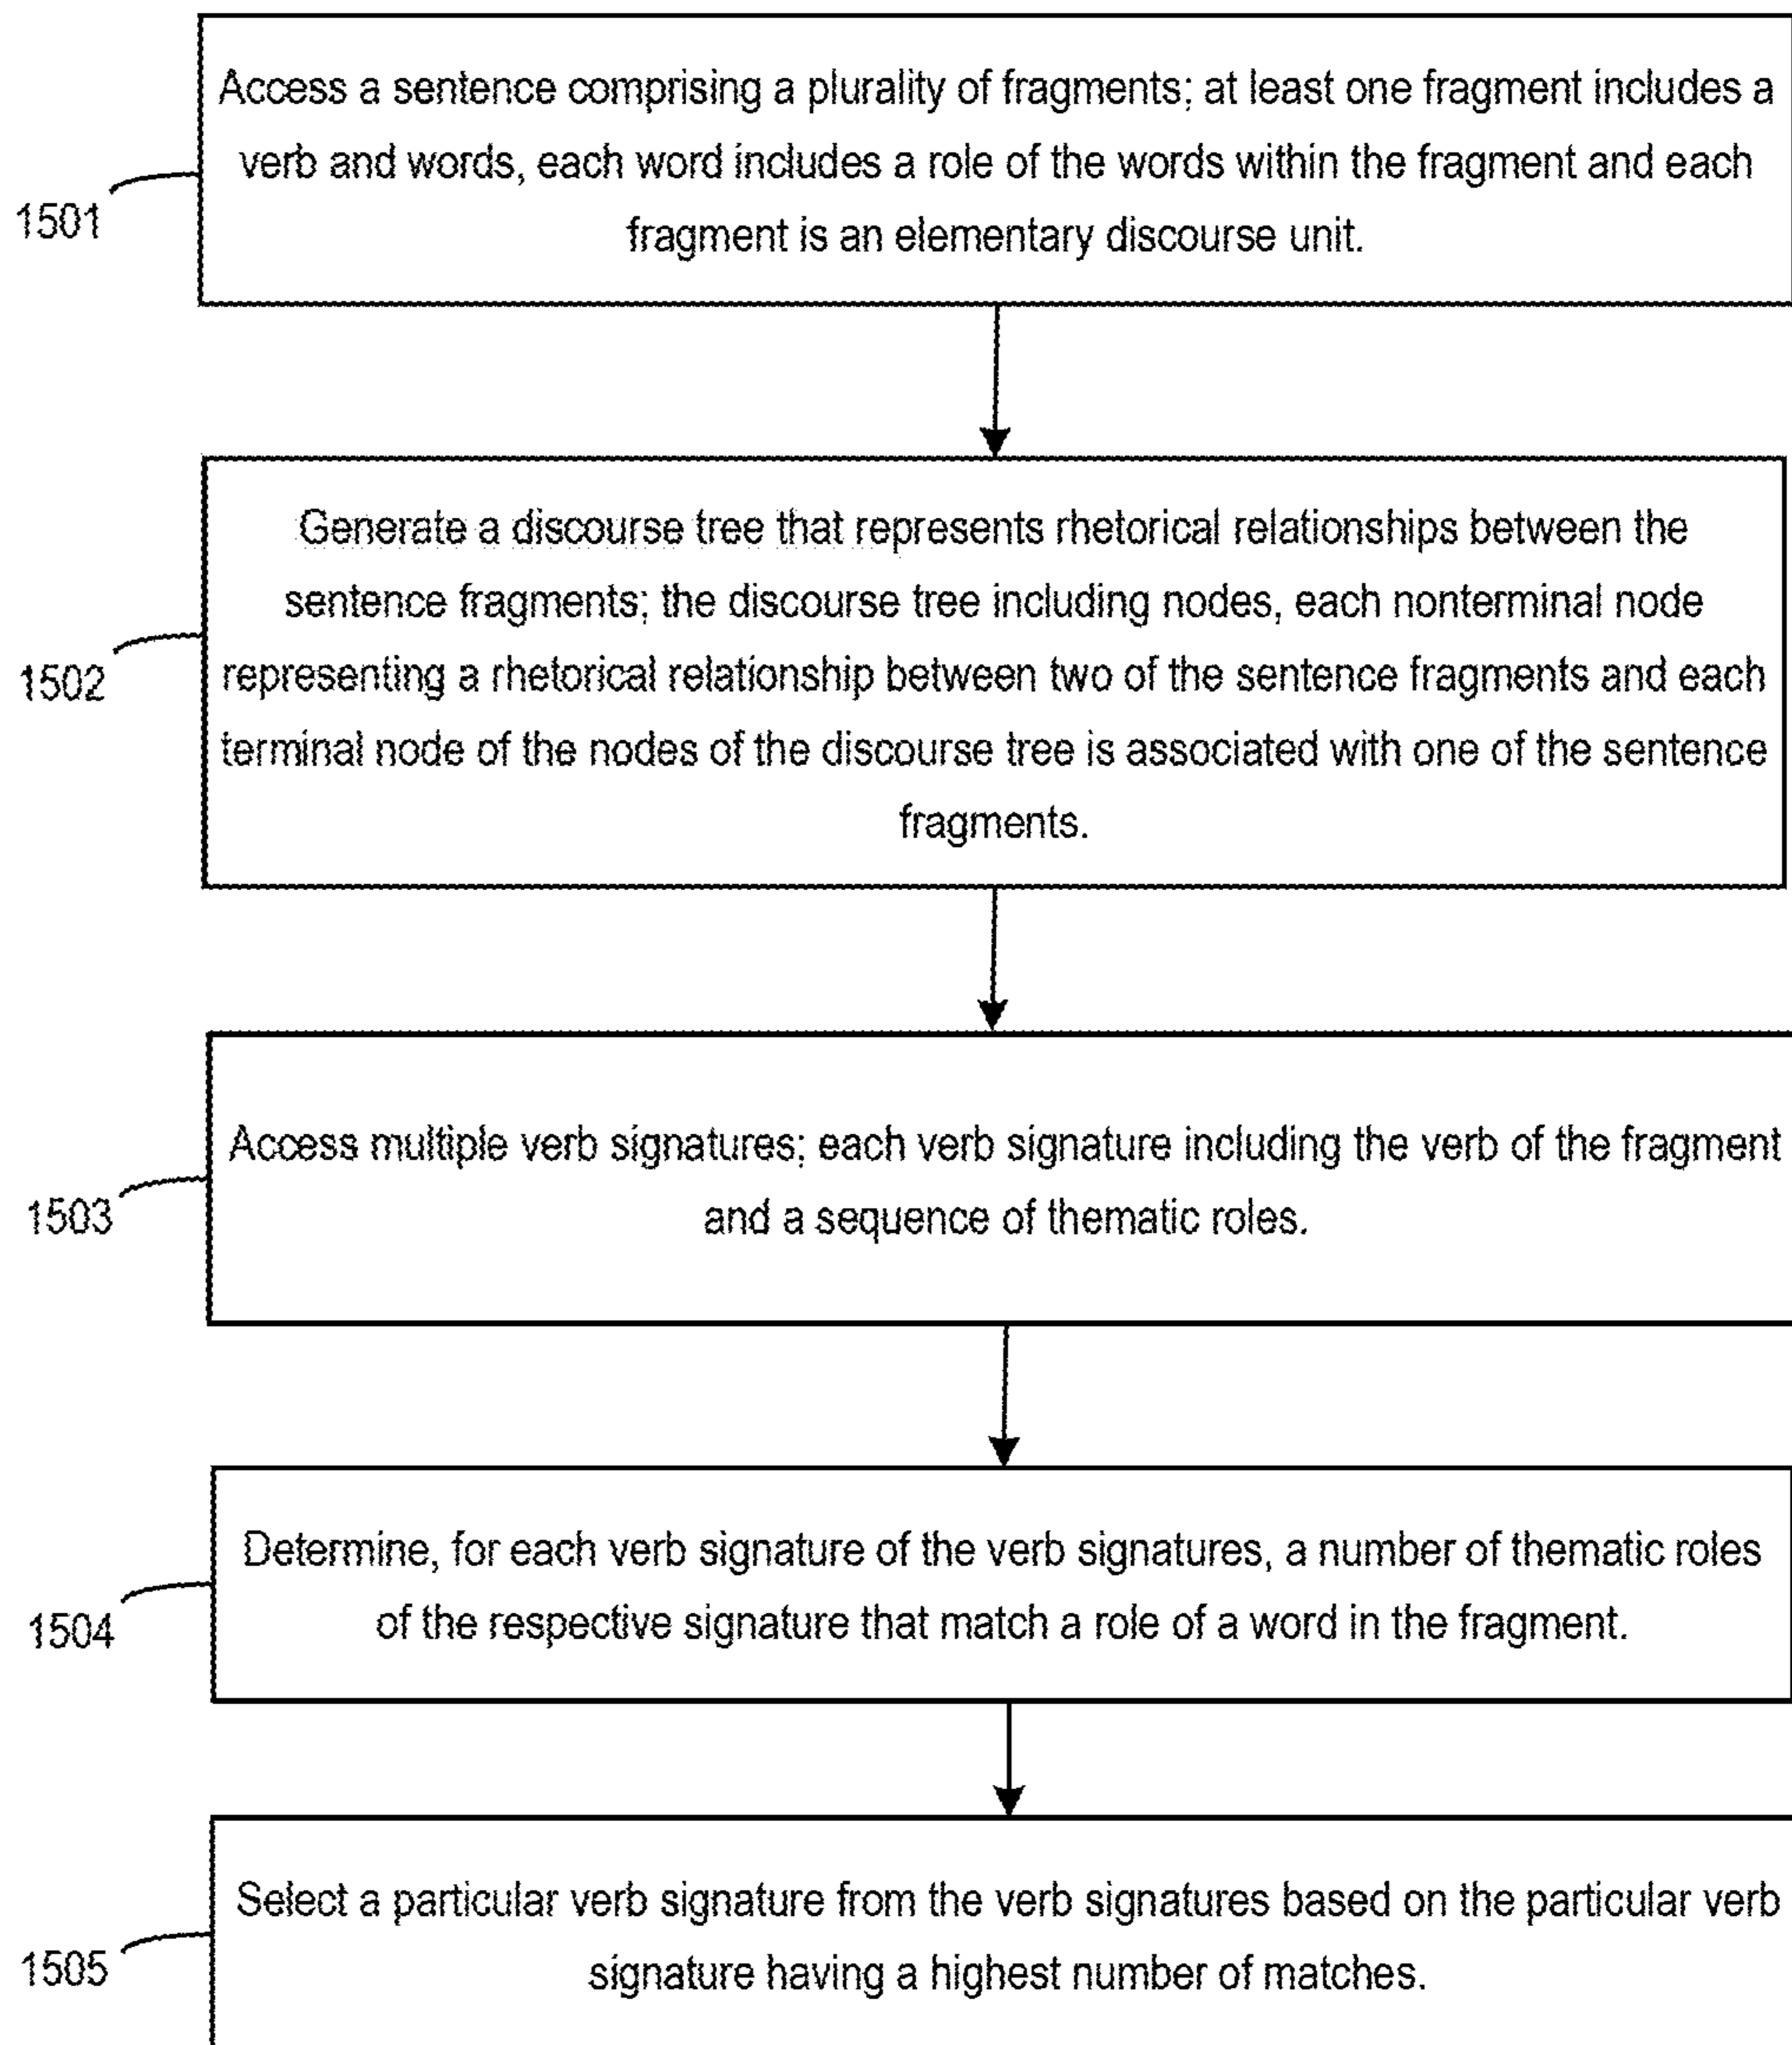 Access a sentence comprising a plurality of fragments; at least one fragment includes a
verb and words, each word includes a role of the words within the fragment and each
fragment is an elementary discourse unit.
1501
Generate a discourse tree that represents rhetorical relationships between the
sentence fragments; the discourse tree including nodes, each nonterminal node
representing a rhetorical relationship between two of the sentence fragments and each
terminal node of the nodes of the discourse tree is associated with one of the sentence
fragments.
1502
Access multiple verb signatures; each verb signature including the verb of the fragment
and a sequence of thematic roles.
1503
Determine, for each verb signature of the verb signatures, a number of thematic roles
of the respective signature that match a role of a word in the fragment.
1504
Select a particular verb signature from the verb signatures based on the particular verb
signature having a highest number of matches.
1505